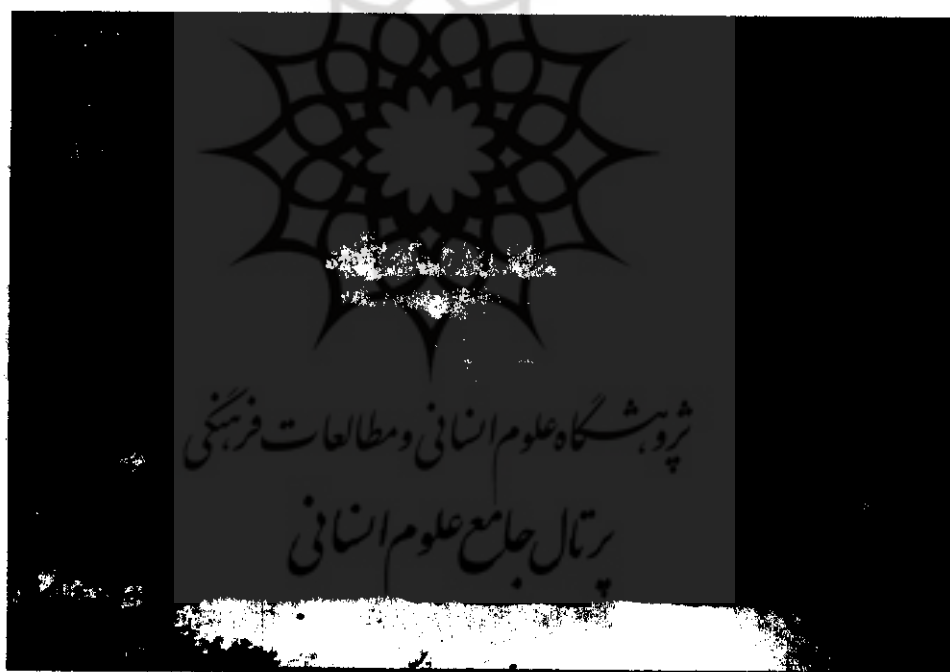 پژوهشگاه علوم انسانی و مطالعات فرهنگی
پرتال جامع علوم انسانی